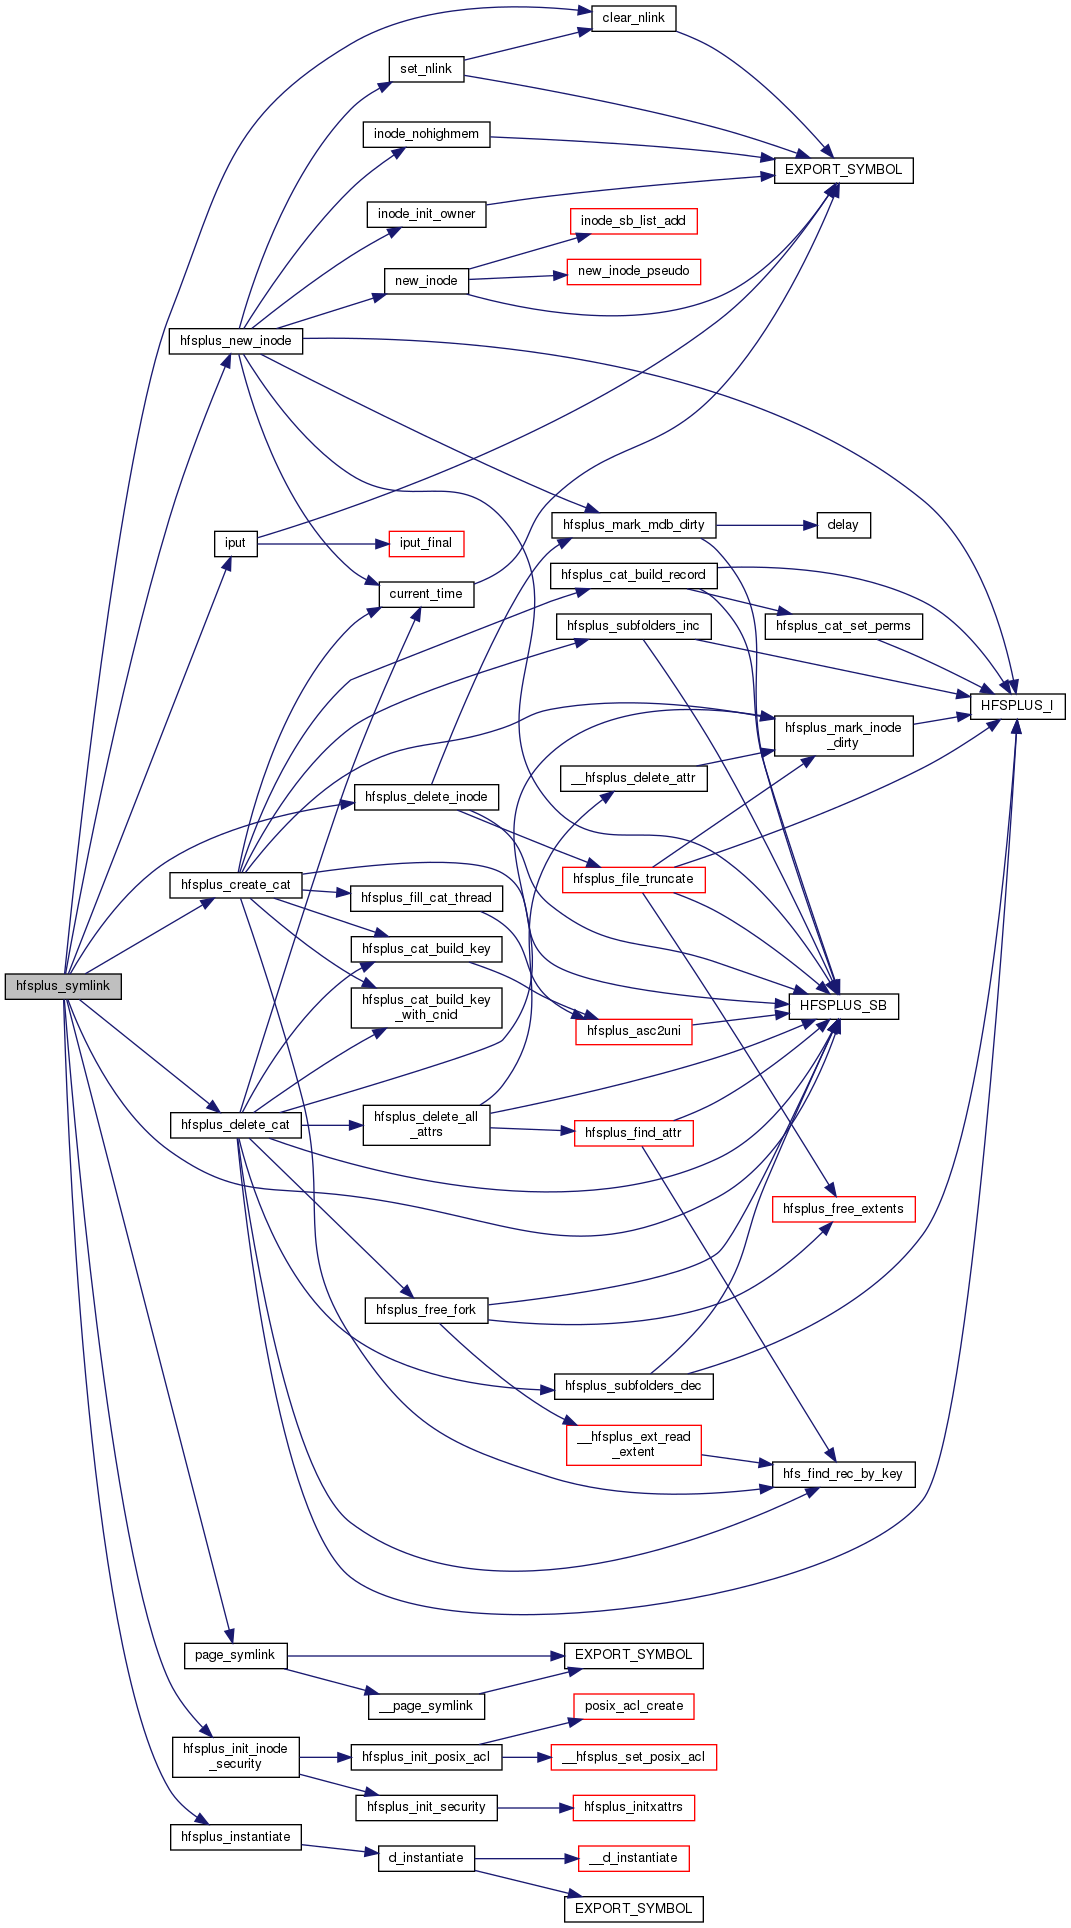 clear_nlink
set_nlink
inode_nohighmem
EXPORT_SYMBOL
inode_init_owner
inode_sb_list_add
new_inode_pseudo
new_inode
hfsplus_new_inode
hfsplus_mark_mdb_dirty
delay
iput
iput_final
hfsplus_cat_build_record
current_time
hfsplus_subfolders_inc
hfsplus_cat_set_perms
HFSPLUS_I
hfsplus_mark_inode
_dirty
__hfsplus_delete_attr
hfsplus_delete_inode
hfsplus_file_truncate
hfsplus_create_cat
hfsplus_fill_cat_thread
hfsplus_cat_build_key
hfsplus_symlink
hfsplus_cat_build_key
_with_cnid
HFSPLUS_SB
hfsplus_asc2uni
hfsplus_delete_cat
hfsplus_delete_all
_attrs
hfsplus_find_attr
hfsplus_free_extents
hfsplus_free_fork
hfsplus_subfolders_dec
__hfsplus_ext_read
_extent
hfs_find_rec_by_key
page_symlink
EXPORT_SYMBOL
__page_symlink
posix_acl_create
hfsplus_init_inode
_security
hfsplus_init_posix_acl
__hfsplus_set_posix_acl
hfsplus_init_security
hfsplus_initxattrs
hfsplus_instantiate
d_instantiate
__d_instantiate
EXPORT_SYMBOL